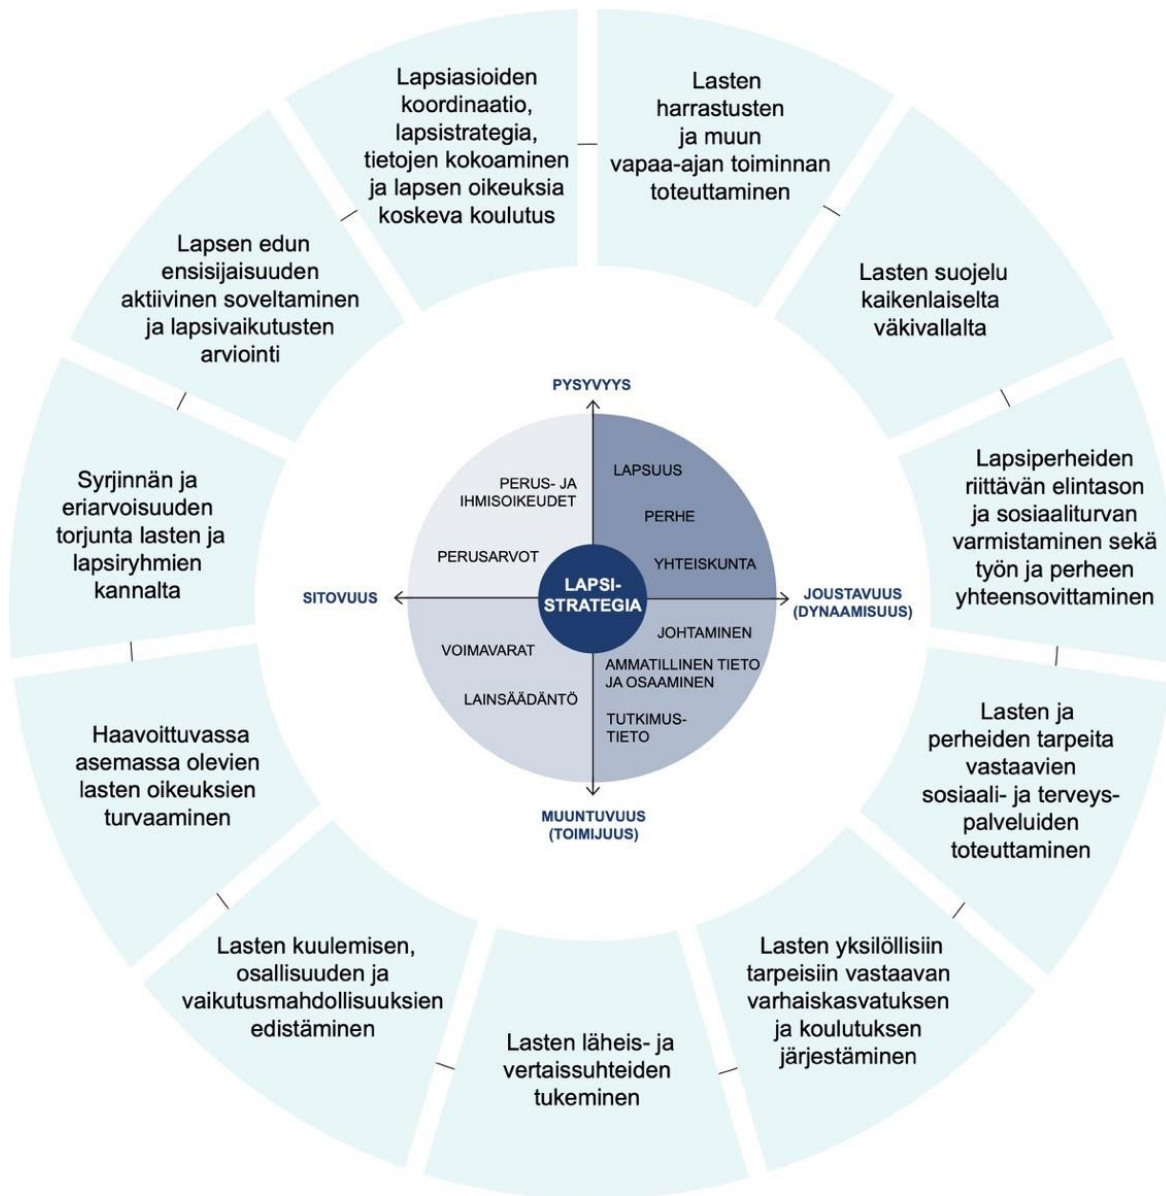 Lapsiasioiden
koordinaatio,
lapsistrategia,
tietojen kokoaminen
ja lapsen oikeuksia
koskeva koulutus
Lasten
harrastusten
ja muun
vapaa-ajan toiminnan
toteuttaminen
Lasten suojelu
kaikenlaiselta
väkivallalta
Lapsiperheiden
riittävän elintason
ja sosiaaliturvan
varmistaminen sekä
työn ja perheen
yhteensovittaminen
Lasten ja
perheiden tarpeita
vastaavien
sosiaali- ja terveys-
palveluiden
toteuttaminen
Lasten yksilöllisiin
tarpeisiin vastaavan
varhaiskasvatuksen
ja koulutuksen
järjestäminen
Lasten läheis- ja
vertaissuhteiden
tukeminen
Lasten kuulemisen,
osallisuuden ja
vaikutusmahdollisuuksien
edistäminen
Haavoittuvassa
asemassa olevien
lasten oikeuksien
turvaaminen
Syrjinnän ja
eriarvoisuuden
torjunta lasten ja
lapsiryhmien
kannalta
Lapsen edun
ensisijaisuuden
aktiivinen soveltaminen
ja lapsivaikutusten
arviointi
PYSYVYYS
PERUS- JA
IHMISOIKEUDET
PERUSARVOT
LAPSUUS
PERHE
YHTEISKUNTA
SITOVUUS
LAPSI-
STRATEGIA
JOUSTAVUUS
(DYNAAMISUUS)
VOIMAVARAT
LAINSÄÄDÄNTÖ
JOHTAMINEN
AMMATILLINEN TIETO
JA OSAAMINEN
TUTKIMUS-
TIETO
MUUNTUVUUS
(TOIMIJUUS)